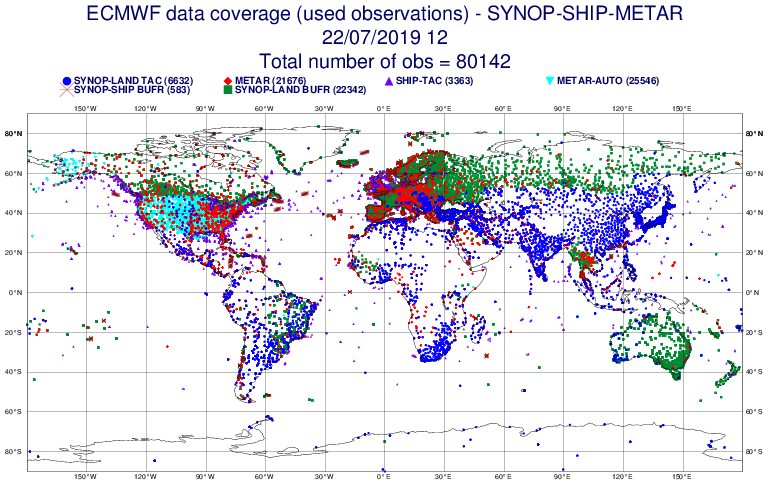 ECMWF data coverage (used observations) - SYNOP-SHIP-METAR
22/07/2019 12
Total number of obs = 80142
SYNOP-LAND TAC (6632) METAR (21676) SHIP-TAC (3363) METAR-AUTO (25546)
SYNOP-SHIP BUFR (583) SYNOP-LAND BUFR (22342)
150°W 120°W 90°W 60°W 30°W 0°E 30°E 60°E 90°E 120°E 150°E
80°N 80°N
60°N 60°N
40°N 40°N
20°N 20°N
0°N 0°N
20°S 20°S
40°S 40°S
60°S 60°S
80°S 80°S
150°W 120°W 90°W 60°W 30°W 0°E 30°E 60°E 90°E 120°E 150°E